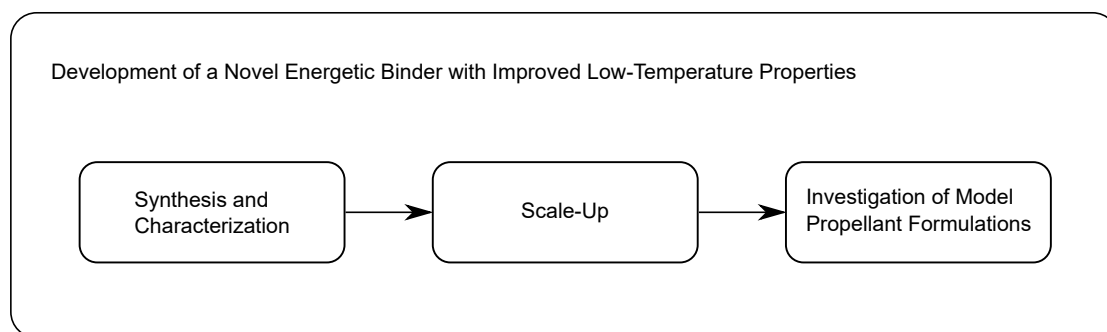 Development of a Novel Energetic Binder with Improved Low-Temperature Properties
Synthesis and
Characterization
Scale-Up
Investigation of Model
Propellant Formulations